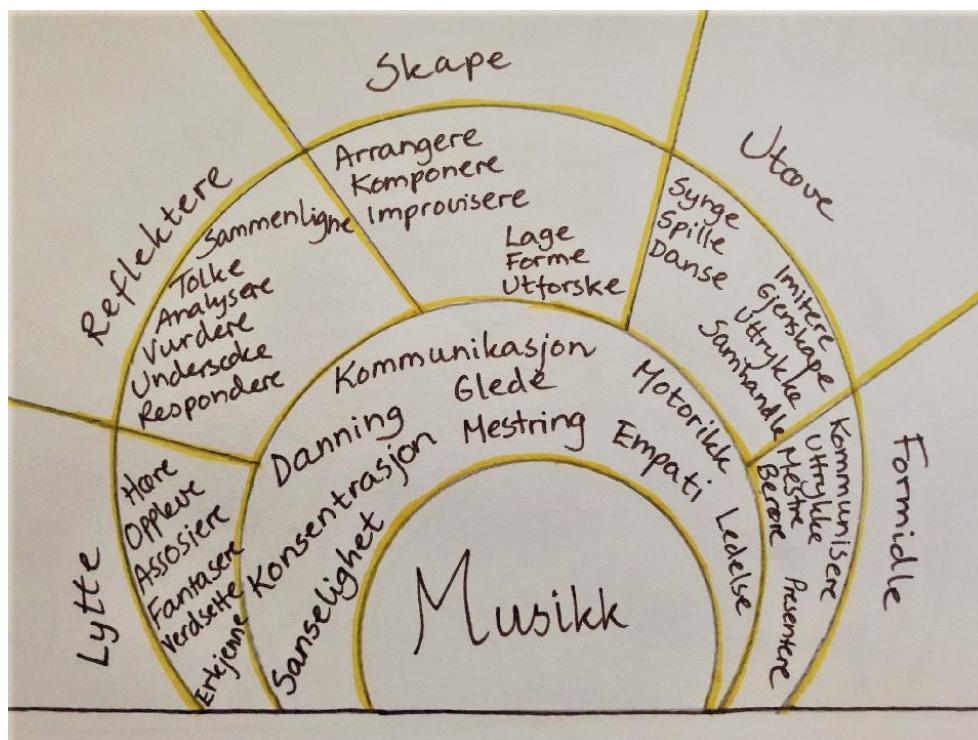 Skape
Arrangere
Komponere
Improvisere
Lage
Forme
Utforske
Reflektere
Sammenligne
Tolke
Analysere
Vurdere
Undersøke
Respondere
Utøve
Synge
Spille
Danse
Imitere
Gjenskape
Uttrykke
Samhandle
Lytte
Høre
Oppleve
Assosiere
Fantasere
Verdsette
Erkjenne
Formidle
Kommunisere
Uttrykke
Mestre
Berøre
Presentere
Kommunikasjon
Glede
Mestring
Danning
Konsentrasjon
Sanselighet
Motorikk
Empati
Ledelse
Musikk